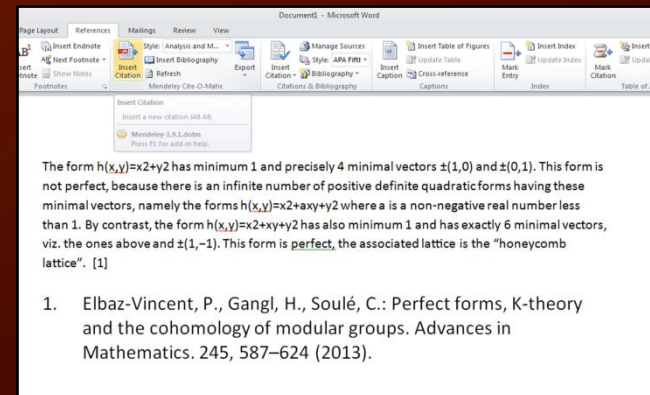 Document1 - Microsoft Word
Page Layout References Mailings Review View
Insert Endnote
Next Footnote
Show Notes
Footnotes
Insert Citation
Style: Analysis and M...
Insert Bibliography
Refresh
Export
Mendeley Cite-O-Matic
Insert Citation
Manage Sources
Style: APA Fifth
Bibliography
Citations & Bibliography
Insert Caption
Insert Table of Figures
Update Table
Cross-reference
Captions
Mark Entry
Insert Index
Update Index
Index
Mark Citation
Insert
Table of
Insert Citation
Insert a new citation (Alt-M)
Mendeley-1.9.1.dotm
Press F1 for add-in help.
The form h(x,y)=x2+y2 has minimum 1 and precisely 4 minimal vectors ±(1,0) and ±(0,1). This form is
not perfect, because there is an infinite number of positive definite quadratic forms having these
minimal vectors, namely the forms h(x,y)=x2+axy+y2 where a is a non-negative real number less
than 1. By contrast, the form h(x,y)=x2+xy+y2 has also minimum 1 and has exactly 6 minimal vectors,
viz. the ones above and ±(1,−1). This form is perfect, the associated lattice is the “honeycomb
lattice”. [1]
1. Elbaz-Vincent, P., Gangl, H., Soulé, C.: Perfect forms, K-theory
and the cohomology of modular groups. Advances in
Mathematics. 245, 587–624 (2013).